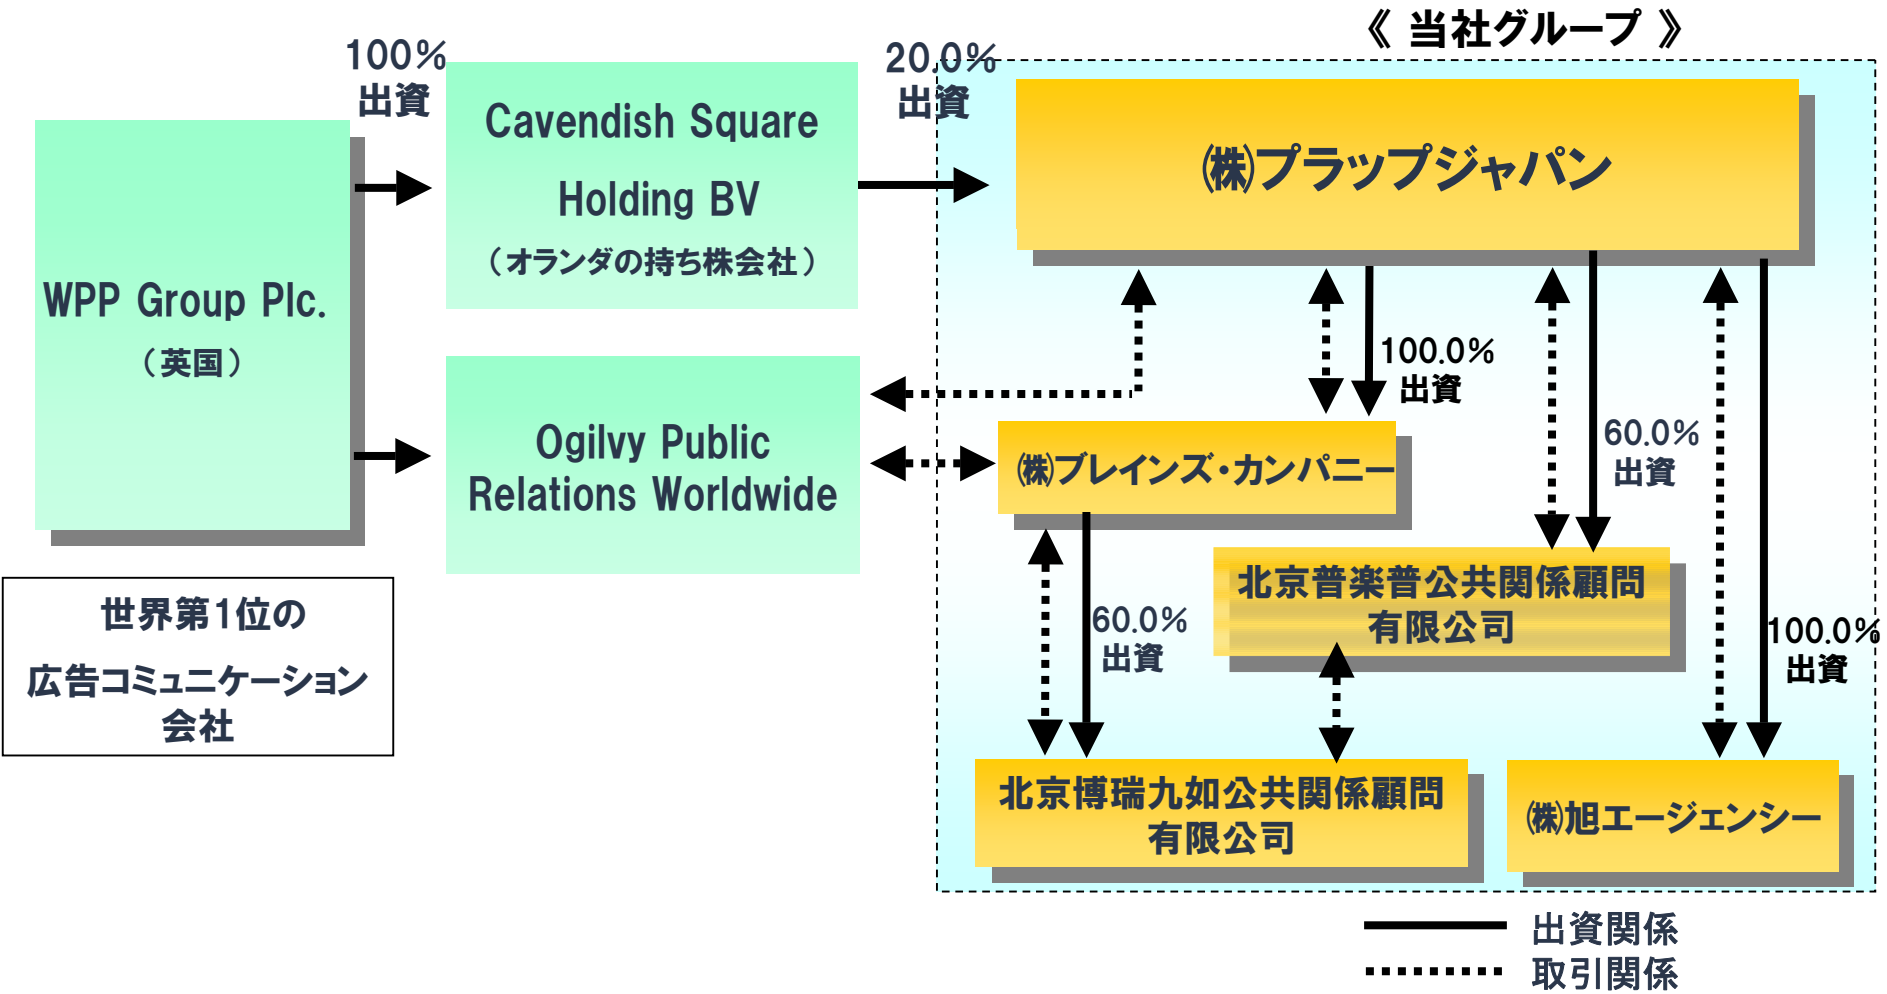 《 当社グループ 》
100%
出資
20.0%
出資
Cavendish Square
Holding BV
（オランダの持ち株会社）
㈱プラップジャパン
WPP Group Plc.
（英国）
100.0%
出資
Ogilvy Public
Relations Worldwide
㈱ブレインズ・カンパニー
60.0%
出資
北京普楽普公共関係顧問
有限公司
世界第1位の
広告コミュニケーション
会社
60.0%
出資
100.0%
出資
北京博瑞九如公共関係顧問
有限公司
㈱旭エージェンシー
出資関係
取引関係